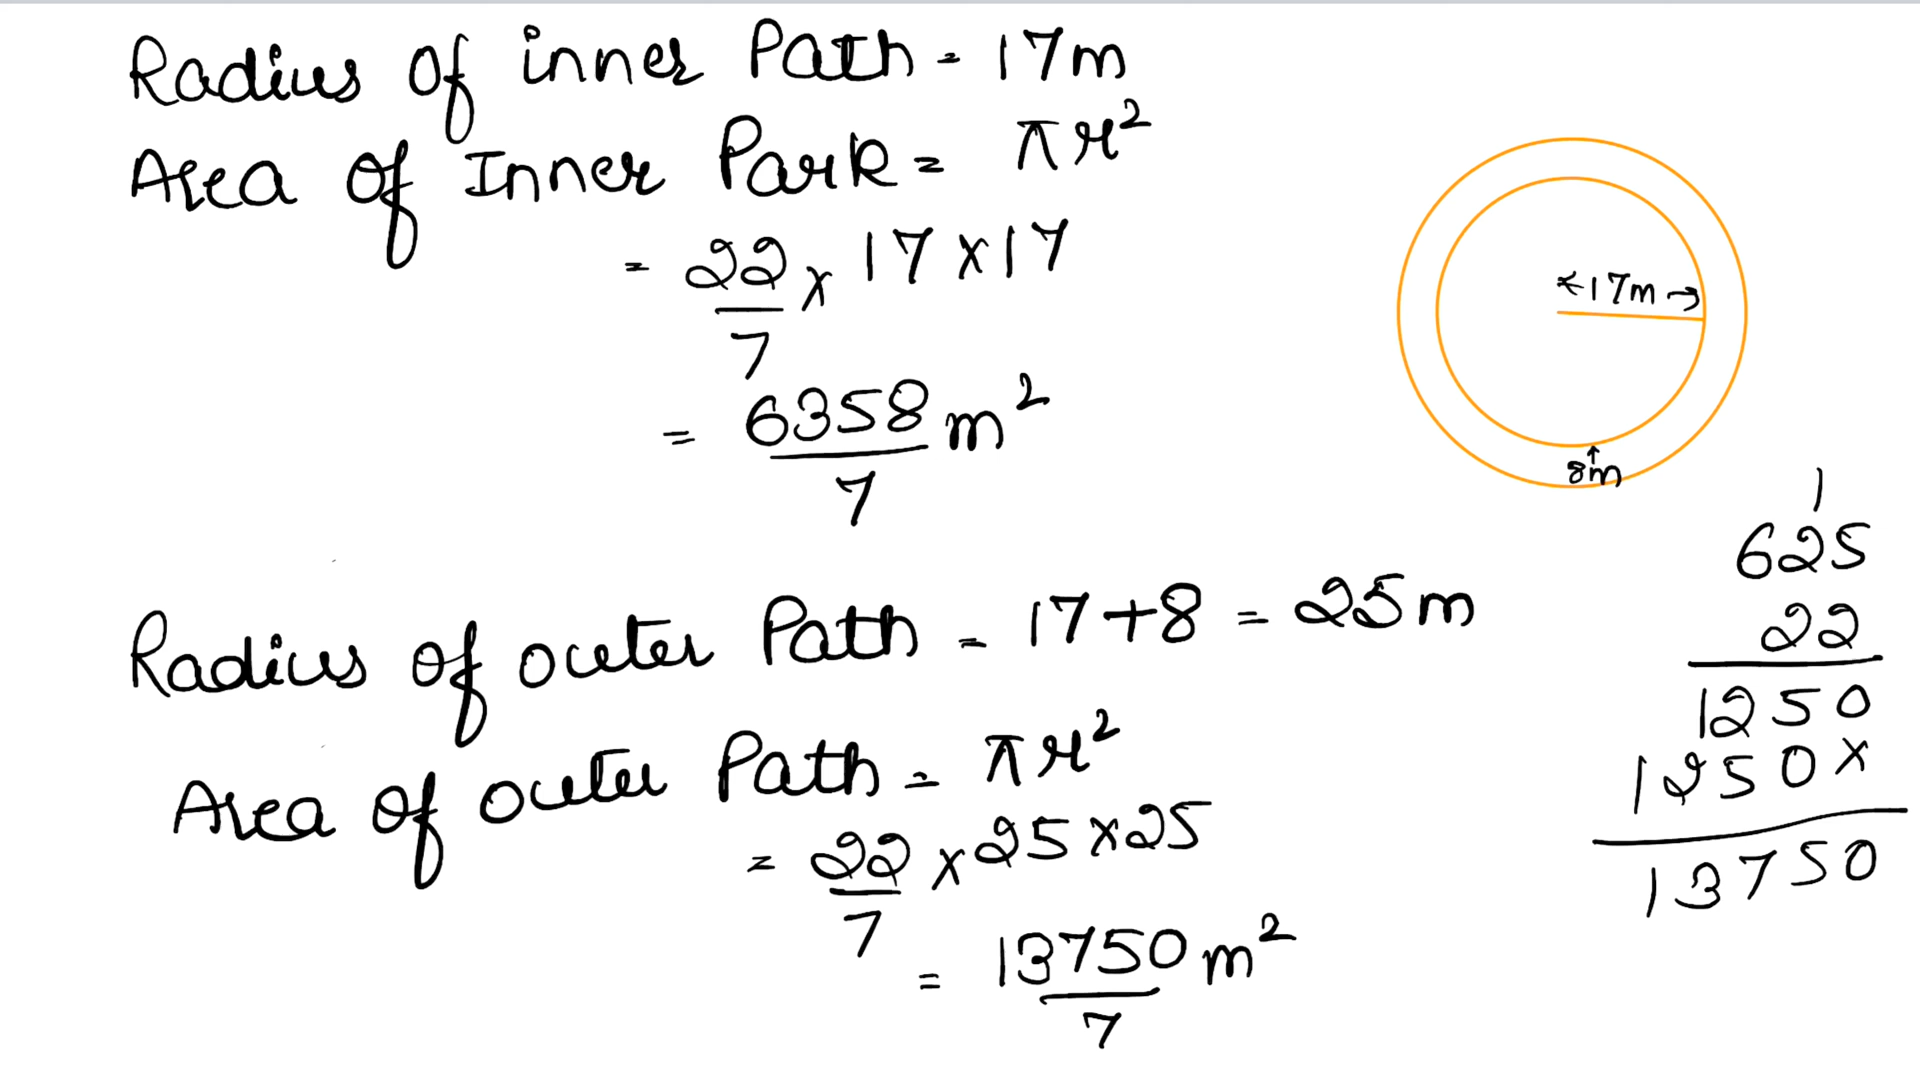 Radius of inner Path = 17m
Area of Inner Park = πr²
= 22/7 × 17 × 17
= 6358/7 m²
←17m→
↑
8m
Radius of outer Path = 17+8 = 25m
Area of outer Path = πr²
= 22/7 × 25 × 25
= 13750/7 m²
1
625
22
1250
1250×
13750